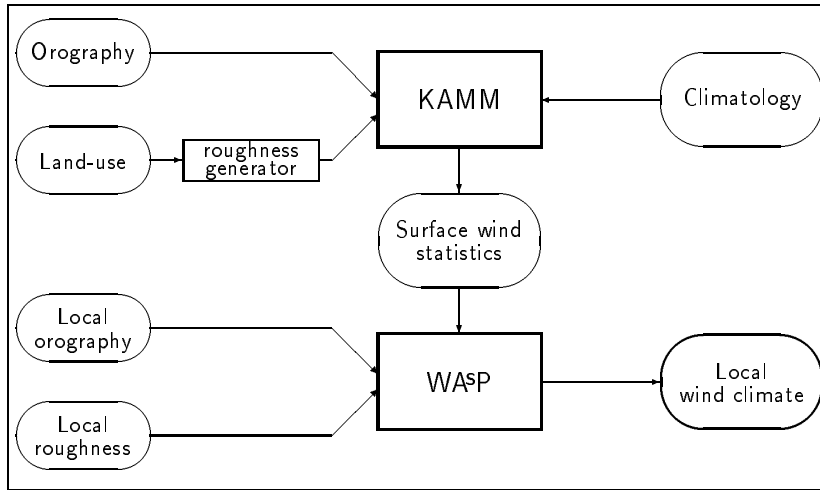 Orography
KAMM
Climatology
Land-use
roughness
generator
Surface wind
statistics
Local
orography
WAsP
Local
wind climate
Local
roughness